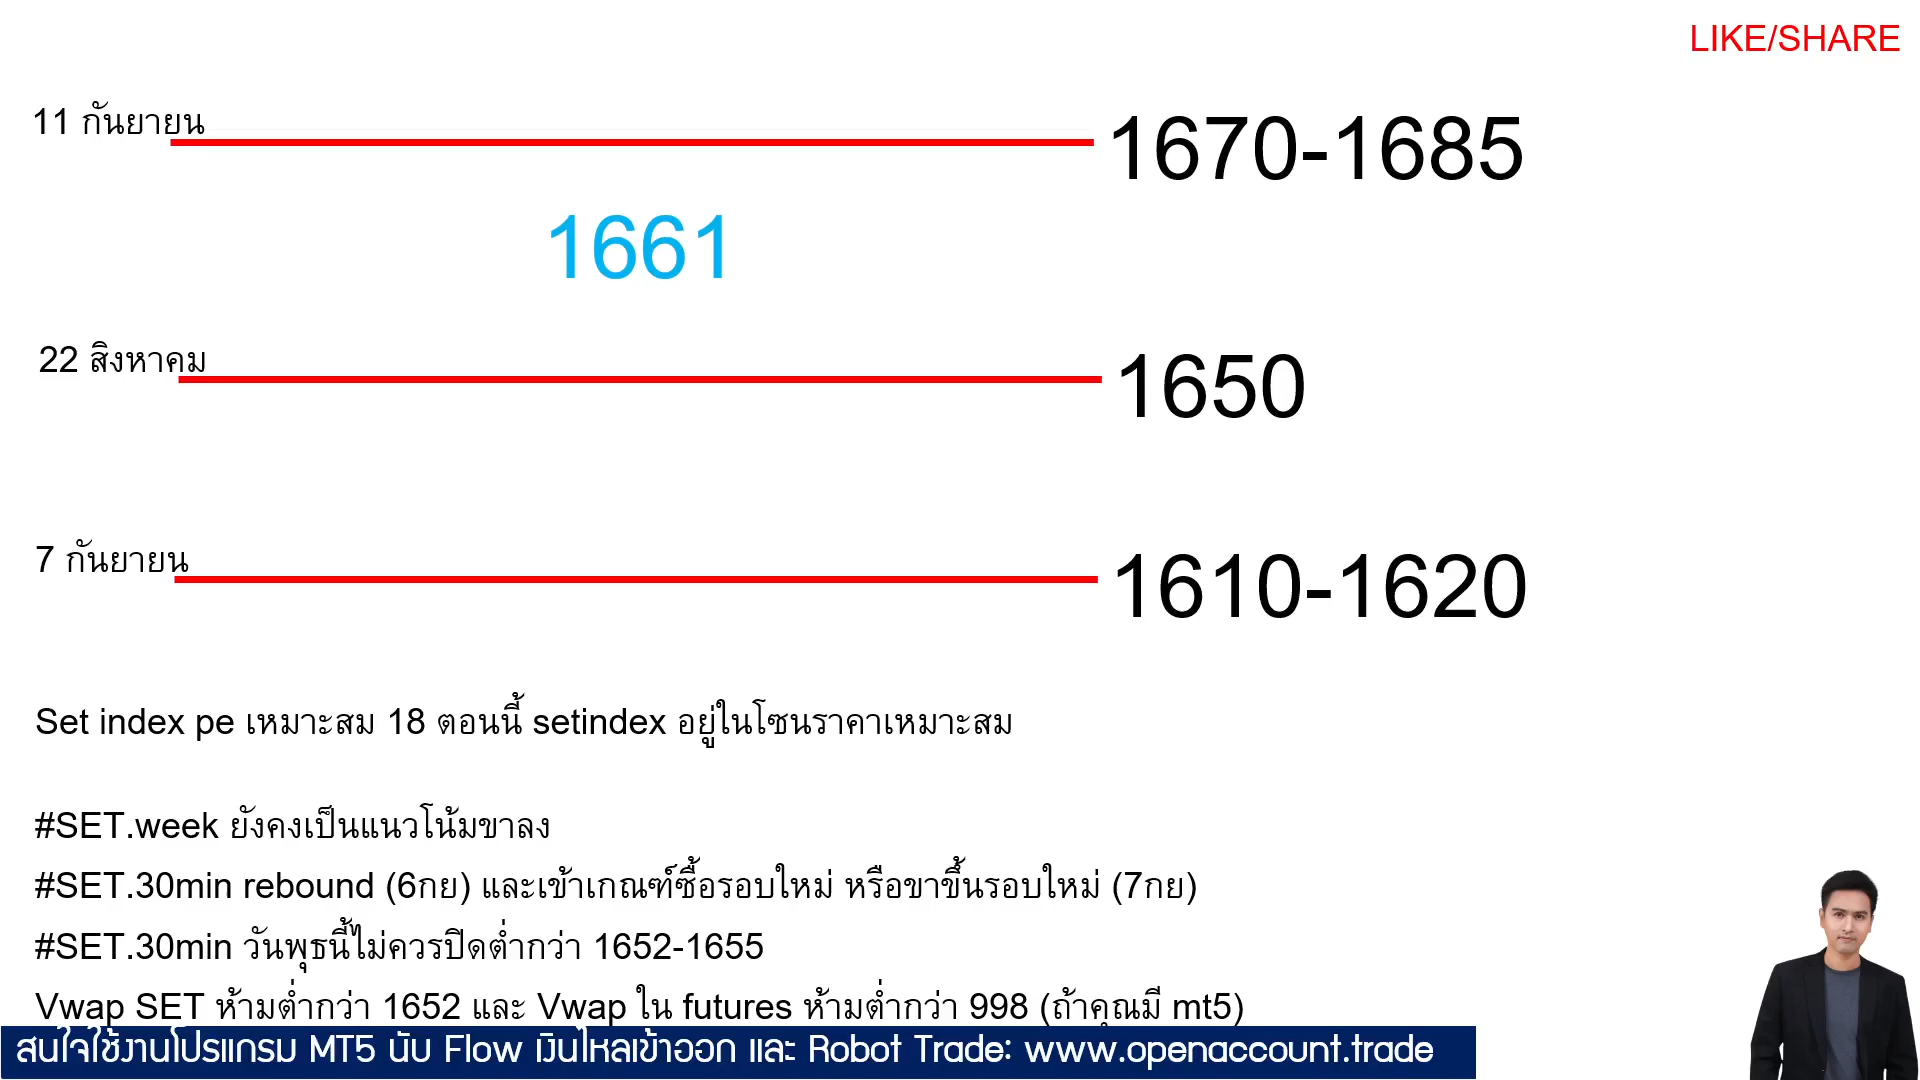 LIKE/SHARE
11 กันยายน
1670-1685
1661
22 สิงหาคม
1650
7 กันยายน
1610-1620
Set index pe เหมาะสม 18 ตอนนี้ setindex อยู่ในโซนราคาเหมาะสม
#SET.week ยังคงเป็นแนวโน้มขาลง
#SET.30min rebound (6กย) และเข้าเกณฑ์ซื้อรอบใหม่ หรือขาขึ้นรอบใหม่ (7กย)
#SET.30min วันพุธนี้ไม่ควรปิดต่ำกว่า 1652-1655
Vwap SET ห้ามต่ำกว่า 1652 และ Vwap ใน futures ห้ามต่ำกว่า 998 (ถ้าคุณมี mt5)
สนใจใช้งานโปรแกรม MT5 นับ Flow เงินไหลเข้าออก และ Robot Trade: www.openaccount.trade